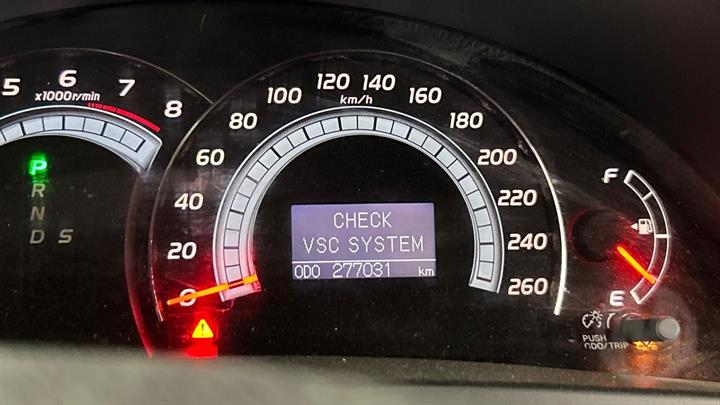 5 6 7 8
x1000r/min
P
R
N
D S
0 20 40 60 80 100 120 140 160 180 200 220 240 260
km/h
CHECK
VSC SYSTEM
ODO 277031 km
F
E
PUSH
ODO/TRIP